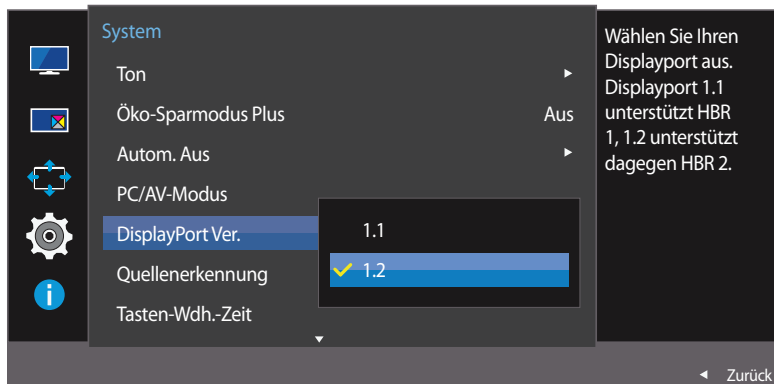 System
Ton
Öko-Sparmodus Plus Aus
Autom. Aus
PC/AV-Modus
DisplayPort Ver.
1.1
1.2
Quellenerkennung
Tasten-Wdh.-Zeit
Wählen Sie Ihren
Displayport aus.
Displayport 1.1
unterstützt HBR
1, 1.2 unterstützt
dagegen HBR 2.
Zurück